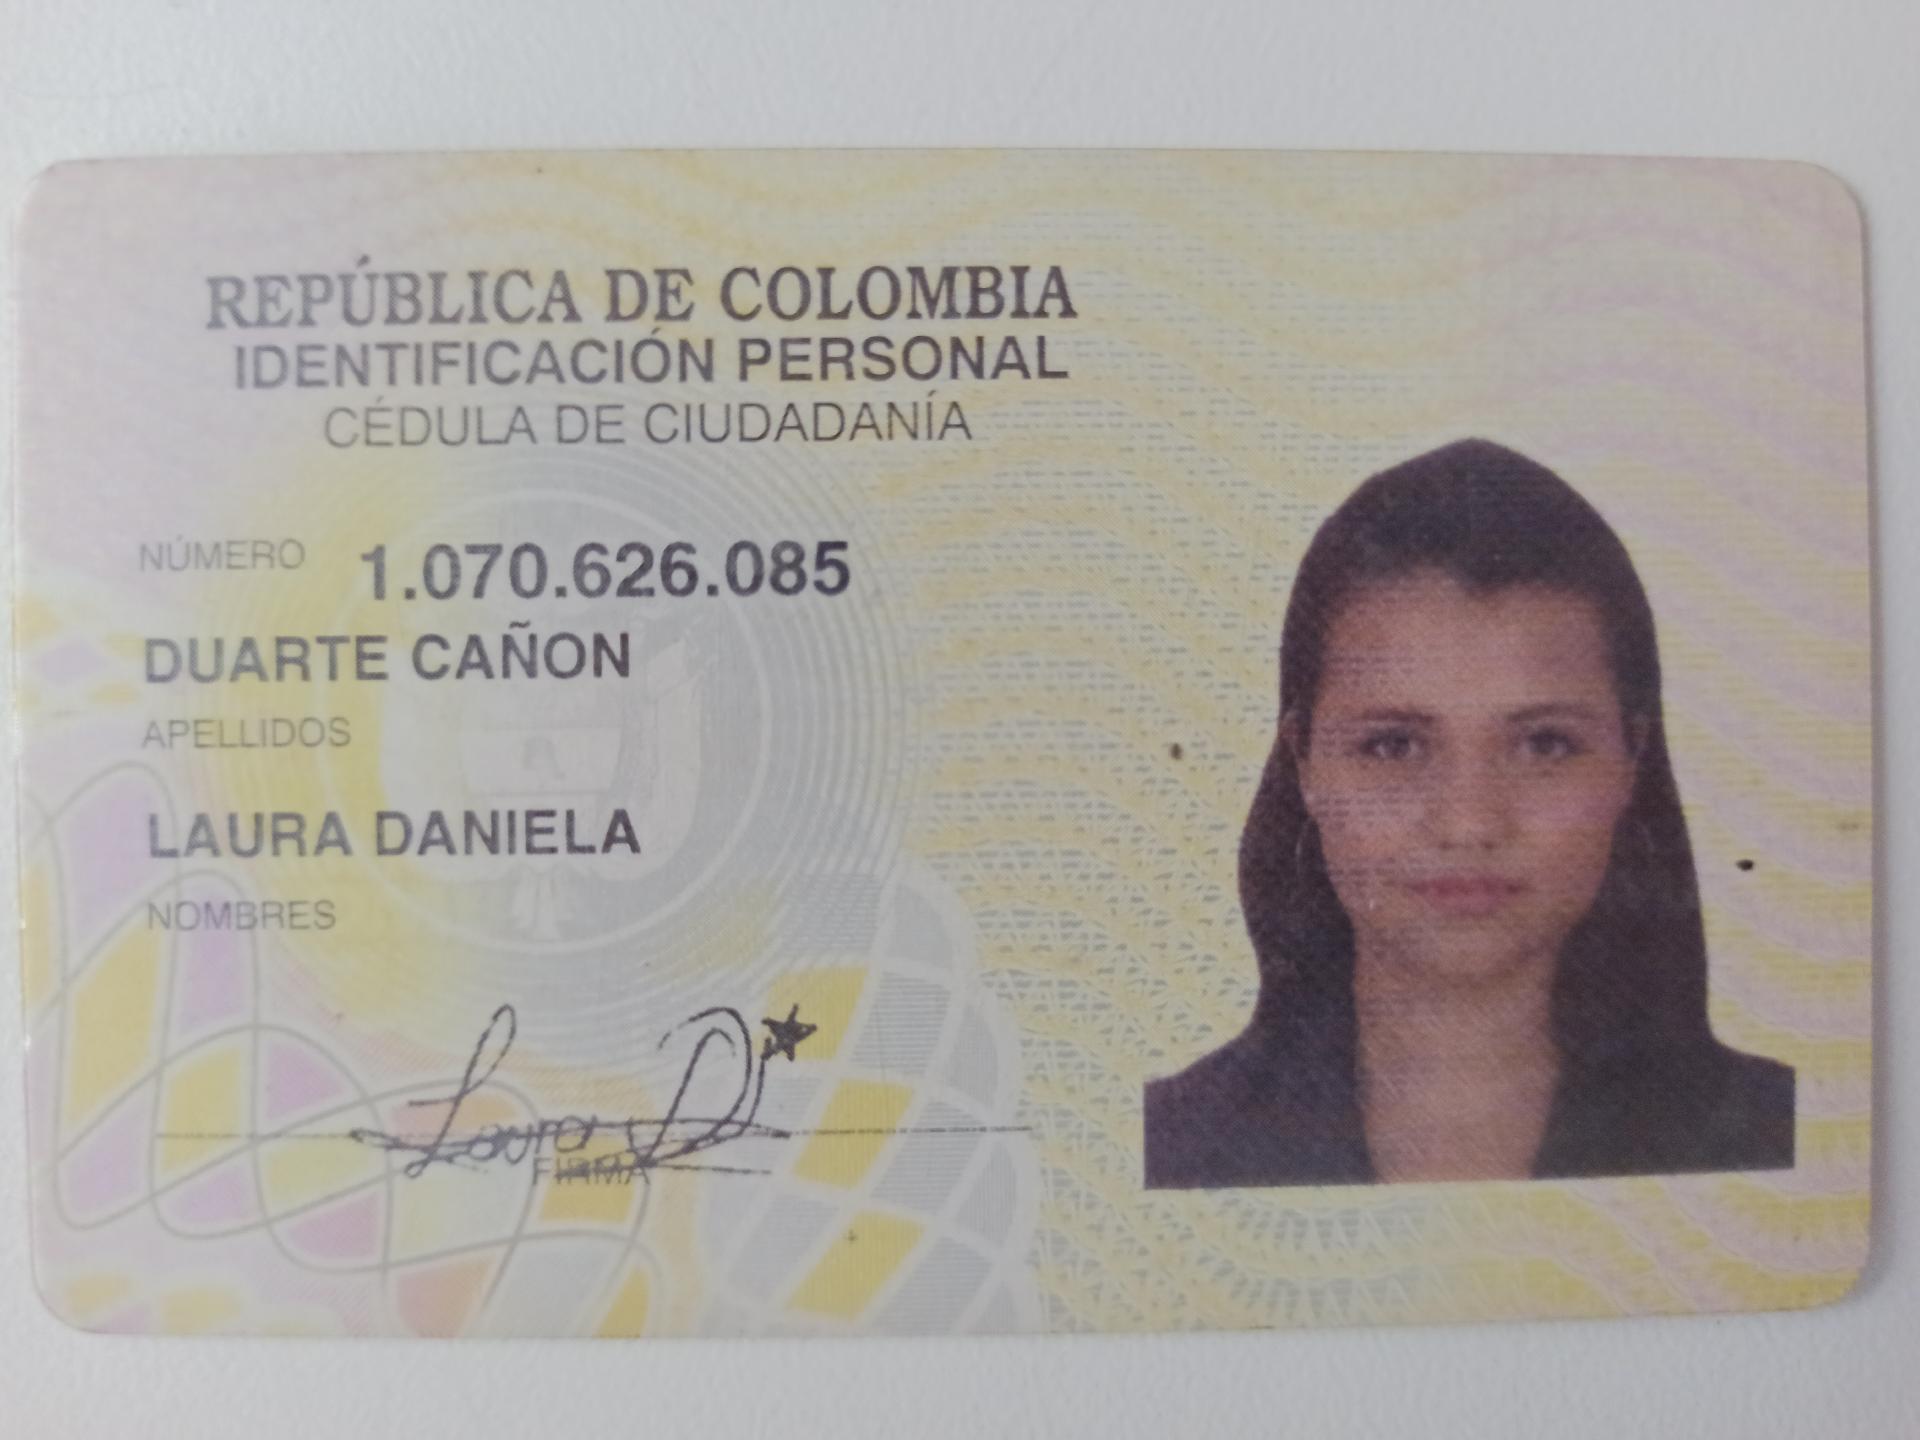 REPÚBLICA DE COLOMBIA
IDENTIFICACIÓN PERSONAL
CÉDULA DE CIUDADANÍA
NÚMERO 1.070.626.085
DUARTE CAÑON
APELLIDOS
LAURA DANIELA
NOMBRES
Laura D
FIRMA